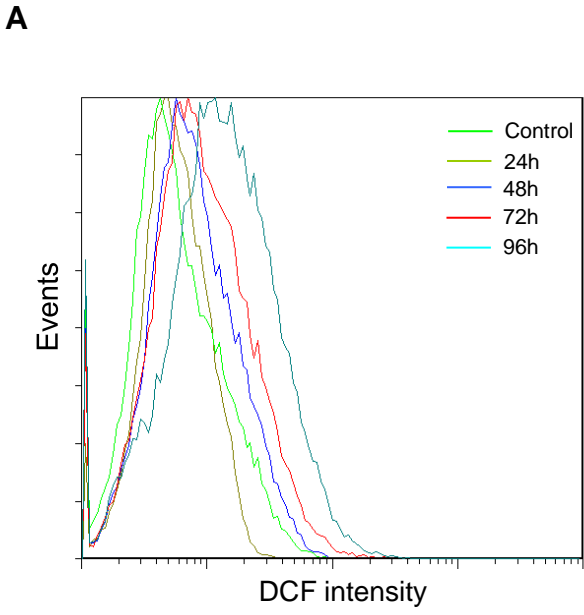 A
Control
24h
48h
72h
96h
Events
DCF intensity